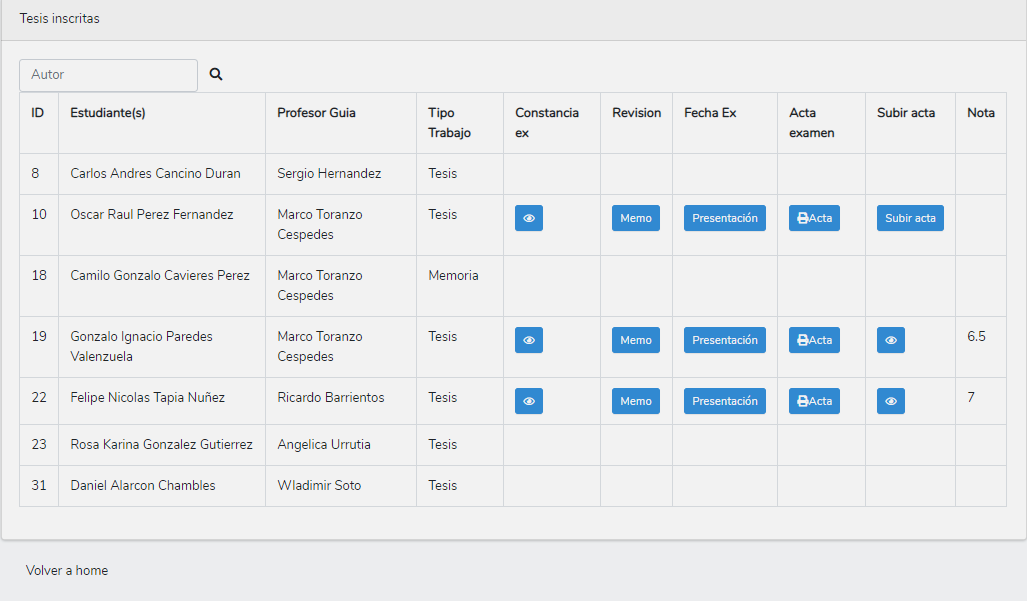 Tesis inscritas
Autor
ID Estudiante(s) Profesor Guia Tipo Trabajo Constancia ex Revision Fecha Ex Acta examen Subir acta Nota
8 Carlos Andres Cancino Duran Sergio Hernandez Tesis
10 Oscar Raul Perez Fernandez Marco Toranzo Cespedes Tesis Memo Presentación Acta Subir acta
18 Camilo Gonzalo Cavieres Perez Marco Toranzo Cespedes Memoria
19 Gonzalo Ignacio Paredes Valenzuela Marco Toranzo Cespedes Tesis Memo Presentación Acta 6.5
22 Felipe Nicolas Tapia Nuñez Ricardo Barrientos Tesis Memo Presentación Acta 7
23 Rosa Karina Gonzalez Gutierrez Angelica Urrutia Tesis
31 Daniel Alarcon Chambles Wladimir Soto Tesis
Volver a home